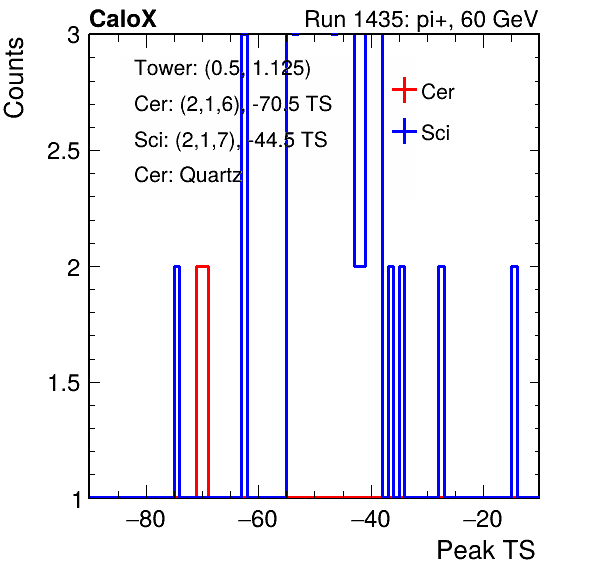 CaloX Run 1435: pi+, 60 GeV
Counts
3
Tower: (0.5, 1.125)
Cer: (2,1,6), -70.5 TS
Sci: (2,1,7), -44.5 TS
Cer: Quartz
Cer
Sci
2.5
2
1.5
1
−80 −60 −40 −20
Peak TS